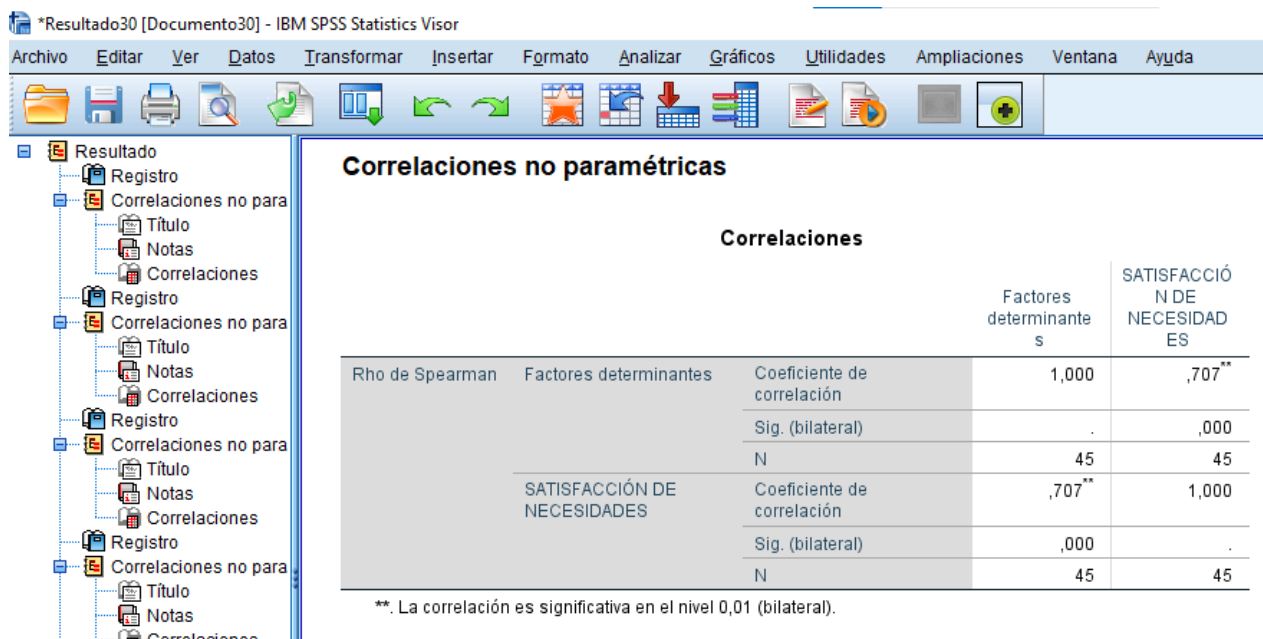 *Resultado30 [Documento30] - IBM SPSS Statistics Visor
Archivo Editar Ver Datos Transformar Insertar Formato Analizar Gráficos Utilidades Ampliaciones Ventana Ayuda
Resultado
Registro
Correlaciones no para
Título
Notas
Correlaciones
Registro
Correlaciones no para
Título
Notas
Correlaciones
Registro
Correlaciones no para
Título
Notas
Correlaciones
Registro
Correlaciones no para
Título
Notas
Correlaciones
Correlaciones no paramétricas
Correlaciones
Factores
determinante
s
SATISFACCIÓ
N DE
NECESIDAD
ES
Rho de Spearman Factores determinantes Coeficiente de
correlación 1,000 ,707**
Sig. (bilateral) . ,000
N 45 45
SATISFACCIÓN DE
NECESIDADES Coeficiente de
correlación ,707** 1,000
Sig. (bilateral) ,000 .
N 45 45
**. La correlación es significativa en el nivel 0,01 (bilateral).